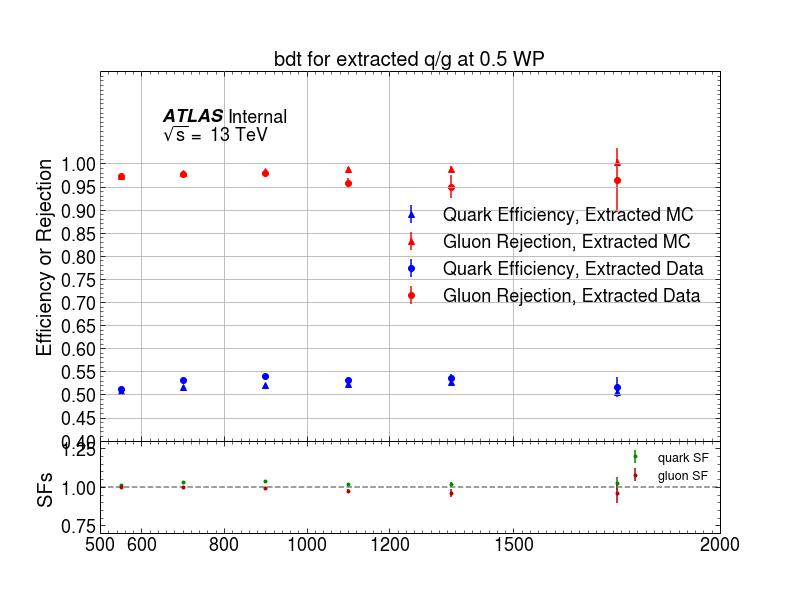 bdt for extracted q/g at 0.5 WP
ATLAS Internal
√s = 13 TeV
Efficiency or Rejection
1.00
0.95
0.90
0.85
0.80
0.75
0.70
0.65
0.60
0.55
0.50
0.45
0.40
Quark Efficiency, Extracted MC
Gluon Rejection, Extracted MC
Quark Efficiency, Extracted Data
Gluon Rejection, Extracted Data
SFs
1.25
1.00
0.75
quark SF
gluon SF
500 600 800 1000 1200 1500 2000